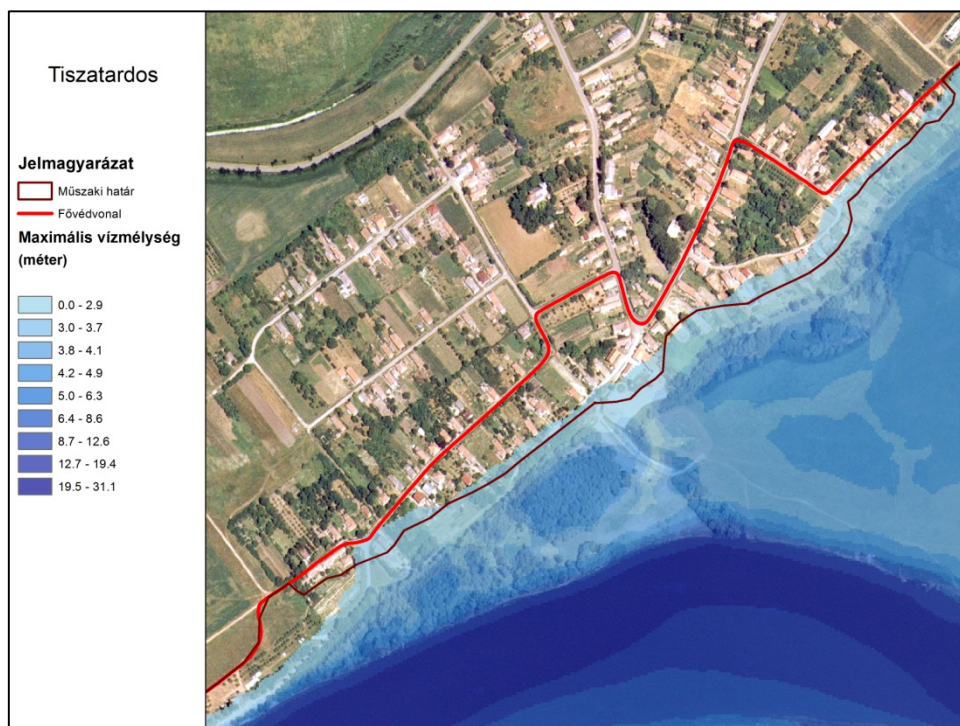 Tiszatardos
Jelmagyarázat
Műszaki határ
Fővédvonal
Maximális vízmélység
(méter)
0.0 - 2.9
3.0 - 3.7
3.8 - 4.1
4.2 - 4.9
5.0 - 6.3
6.4 - 8.6
8.7 - 12.6
12.7 - 19.4
19.5 - 31.1